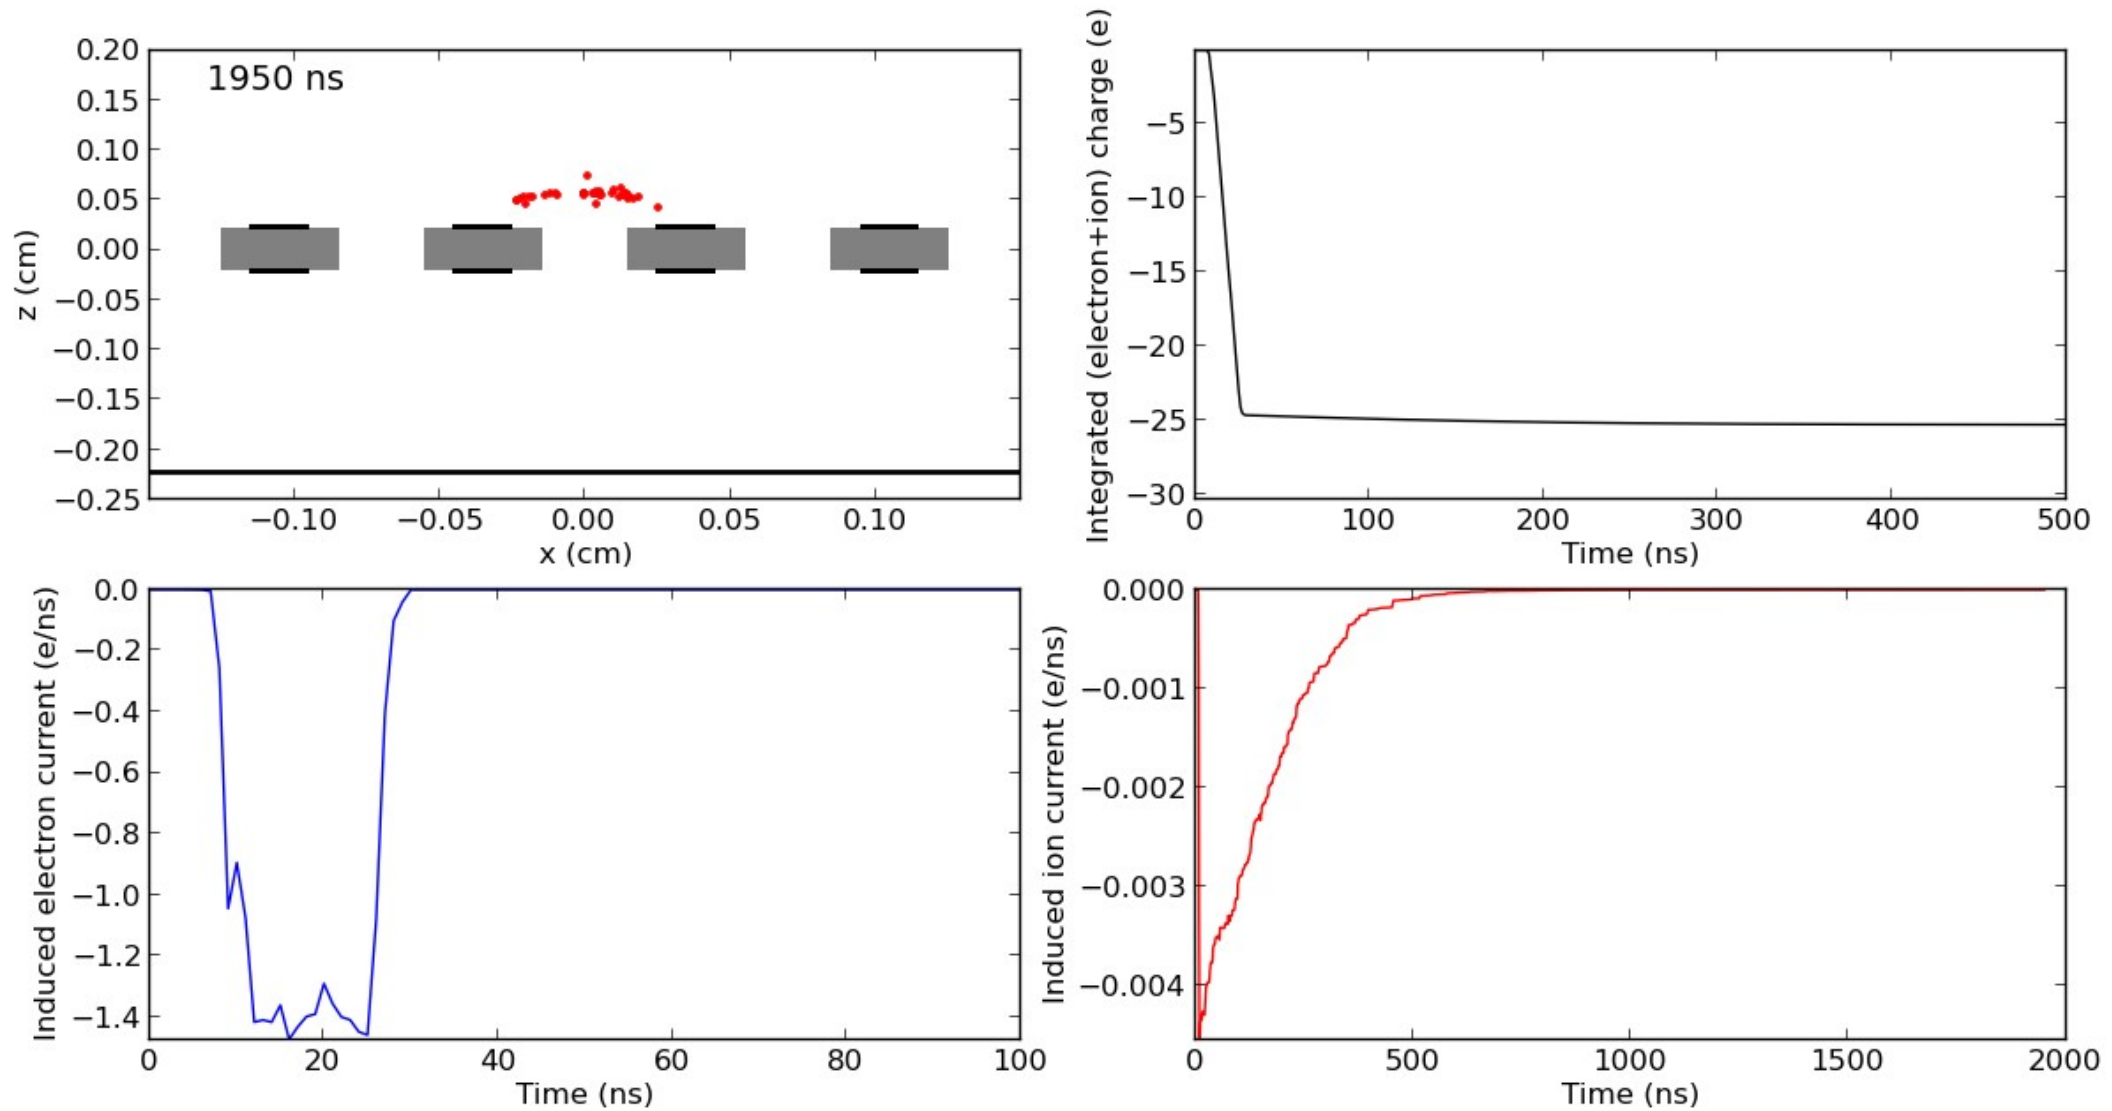 0.20
0.15
0.10
0.05
0.00
−0.05
−0.10
−0.15
−0.20
−0.25
z (cm)
1950 ns
−0.10 −0.05 0.00 0.05 0.10
x (cm)
Integrated (electron+ion) charge (e)
−5
−10
−15
−20
−25
−30
0 100 200 300 400 500
Time (ns)
Induced electron current (e/ns)
0.0
−0.2
−0.4
−0.6
−0.8
−1.0
−1.2
−1.4
0 20 40 60 80 100
Time (ns)
Induced ion current (e/ns)
0.000
−0.001
−0.002
−0.003
−0.004
0 500 1000 1500 2000
Time (ns)